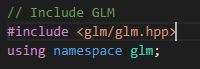 // Include GLM
#include <glm/glm.hpp>
using namespace glm;